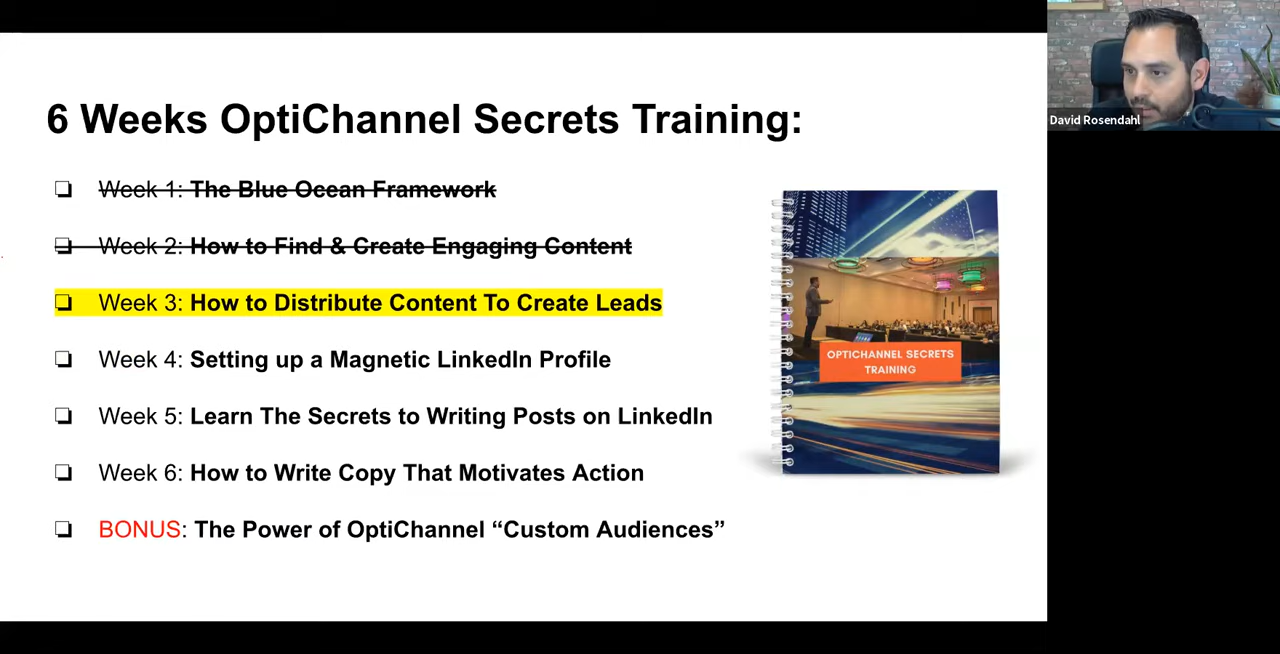 6 Weeks OptiChannel Secrets Training:
Week 1: The Blue Ocean Framework
Week 2: How to Find & Create Engaging Content
Week 3: How to Distribute Content To Create Leads
Week 4: Setting up a Magnetic LinkedIn Profile
Week 5: Learn The Secrets to Writing Posts on LinkedIn
Week 6: How to Write Copy That Motivates Action
BONUS: The Power of OptiChannel “Custom Audiences”
OPTICHANNEL SECRETS
TRAINING
David Rosendahl